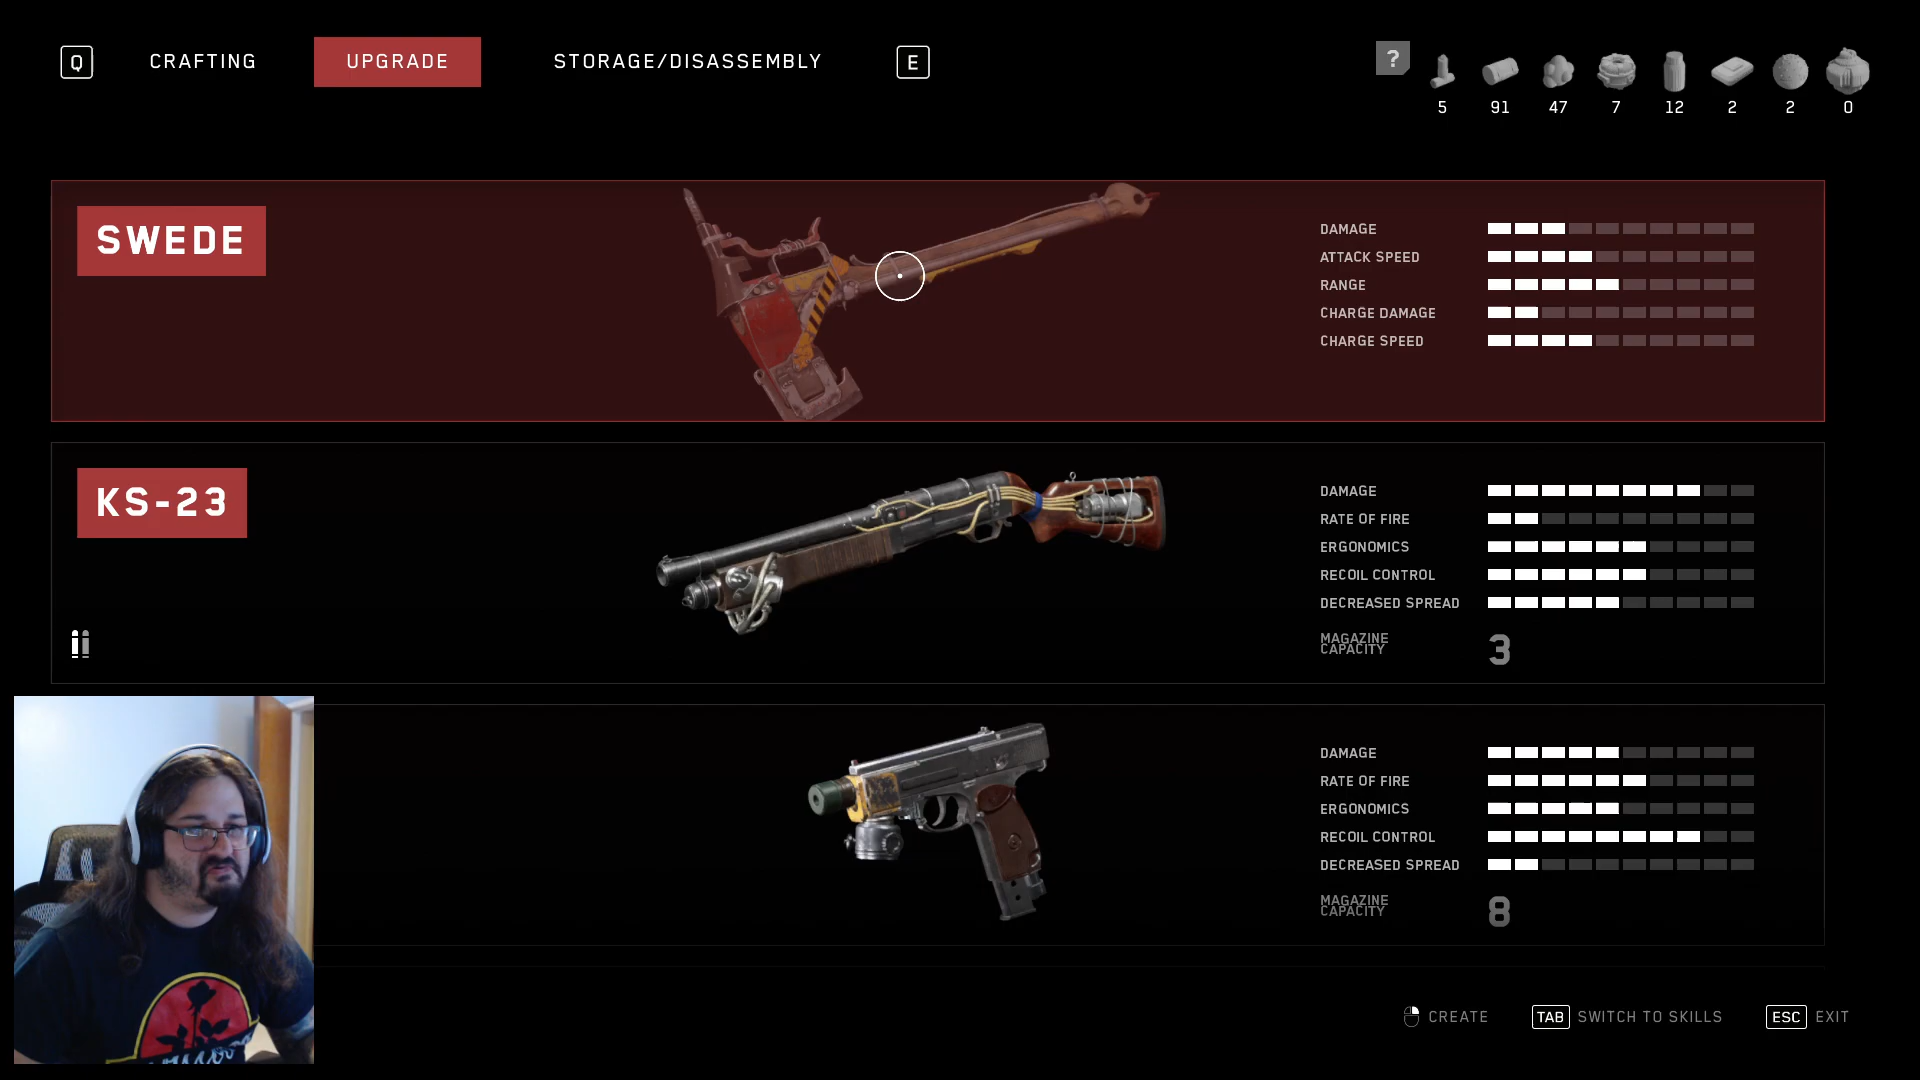 Q CRAFTING UPGRADE STORAGE/DISASSEMBLY E
?
5 91 47 7 12 2 2 0
SWEDE
DAMAGE
ATTACK SPEED
RANGE
CHARGE DAMAGE
CHARGE SPEED
KS-23
DAMAGE
RATE OF FIRE
ERGONOMICS
RECOIL CONTROL
DECREASED SPREAD
MAGAZINE
CAPACITY
3
DAMAGE
RATE OF FIRE
ERGONOMICS
RECOIL CONTROL
DECREASED SPREAD
MAGAZINE
CAPACITY
8
CREATE TAB SWITCH TO SKILLS ESC EXIT